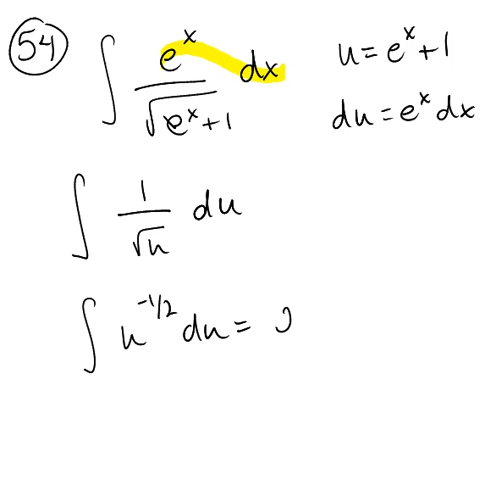 54 ∫ e^x/√(e^x+1) dx u=e^x+1
du=e^x dx
∫ 1/√u du
∫ u^(-1/2) du =